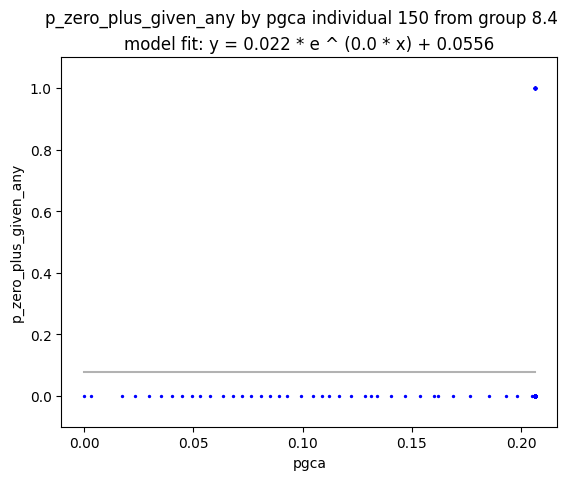 p_zero_plus_given_any by pgca individual 150 from group 8.4
model fit: y = 0.022 * e ^ (0.0 * x) + 0.0556
1.0
0.8
0.6
0.4
0.2
0.0
p_zero_plus_given_any
0.00 0.05 0.10 0.15 0.20
pgca